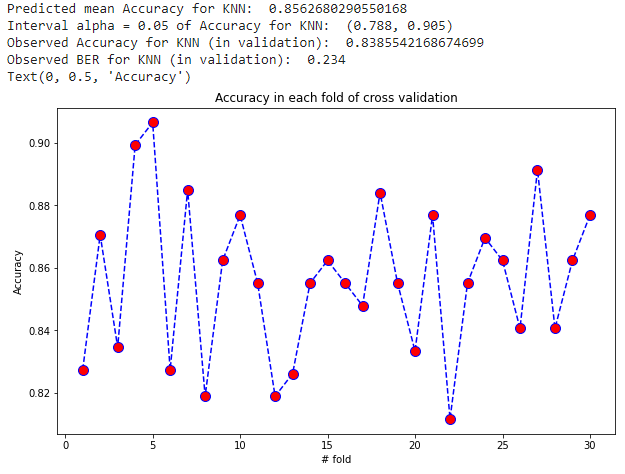 Predicted mean Accuracy for KNN:  0.8562680290550168
Interval alpha = 0.05 of Accuracy for KNN:  (0.788, 0.905)
Observed Accuracy for KNN (in validation):  0.8385542168674699
Observed BER for KNN (in validation):  0.234
Text(0, 0.5, 'Accuracy')
Accuracy in each fold of cross validation
0.90
0.88
0.86
0.84
0.82
Accuracy
0 5 10 15 20 25 30
# fold